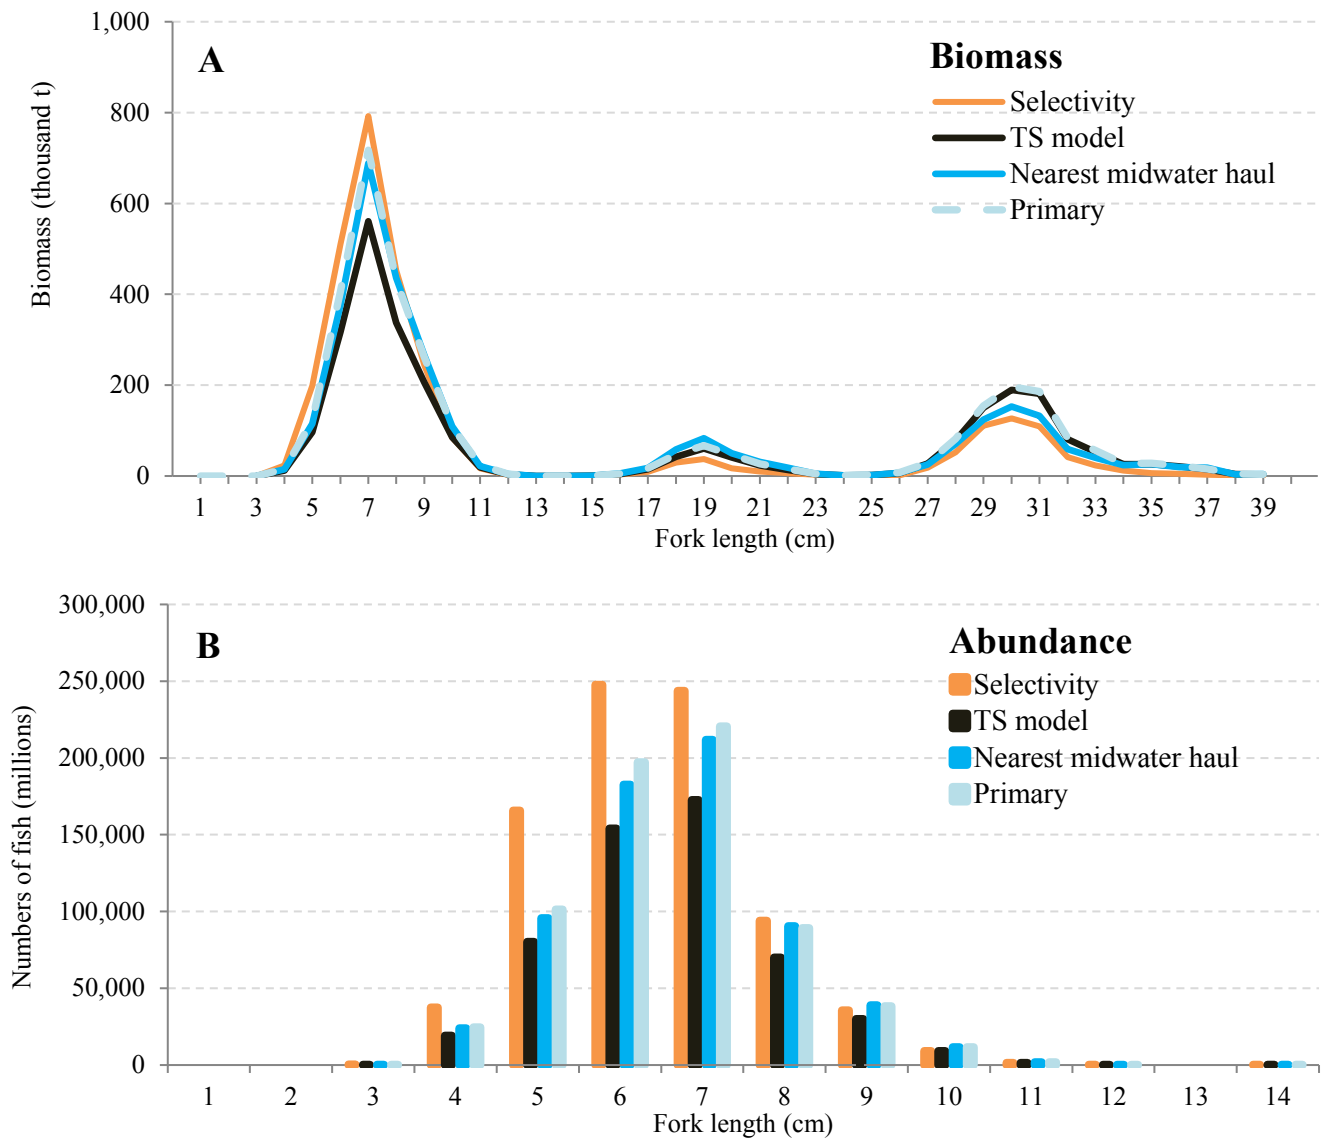 A
Biomass
Selectivity
TS model
Nearest midwater haul
Primary
Biomass (thousand t)
1,000
800
600
400
200
0
1 3 5 7 9 11 13 15 17 19 21 23 25 27 29 31 33 35 37 39
Fork length (cm)
B
Abundance
Selectivity
TS model
Nearest midwater haul
Primary
Numbers of fish (millions)
300,000
250,000
200,000
150,000
100,000
50,000
0
1 2 3 4 5 6 7 8 9 10 11 12 13 14
Fork length (cm)